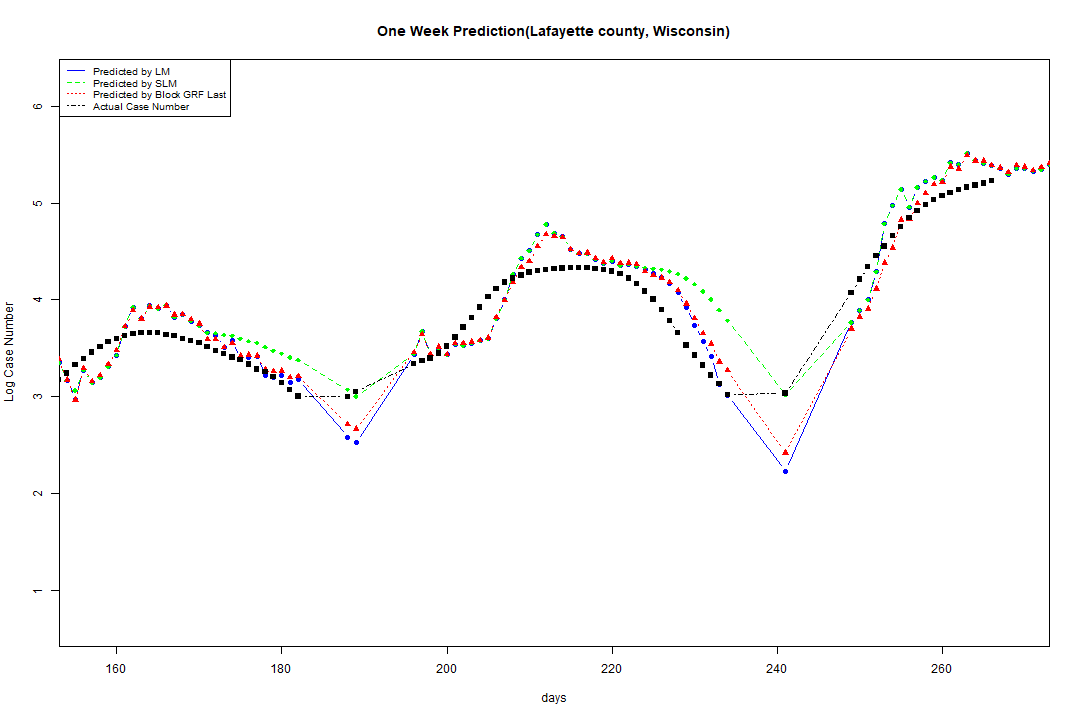 One Week Prediction(Lafayette county, Wisconsin)
Predicted by LM
Predicted by SLM
Predicted by Block GRF Last
Actual Case Number
Log Case Number
6
5
4
3
2
1
160 180 200 220 240 260
days